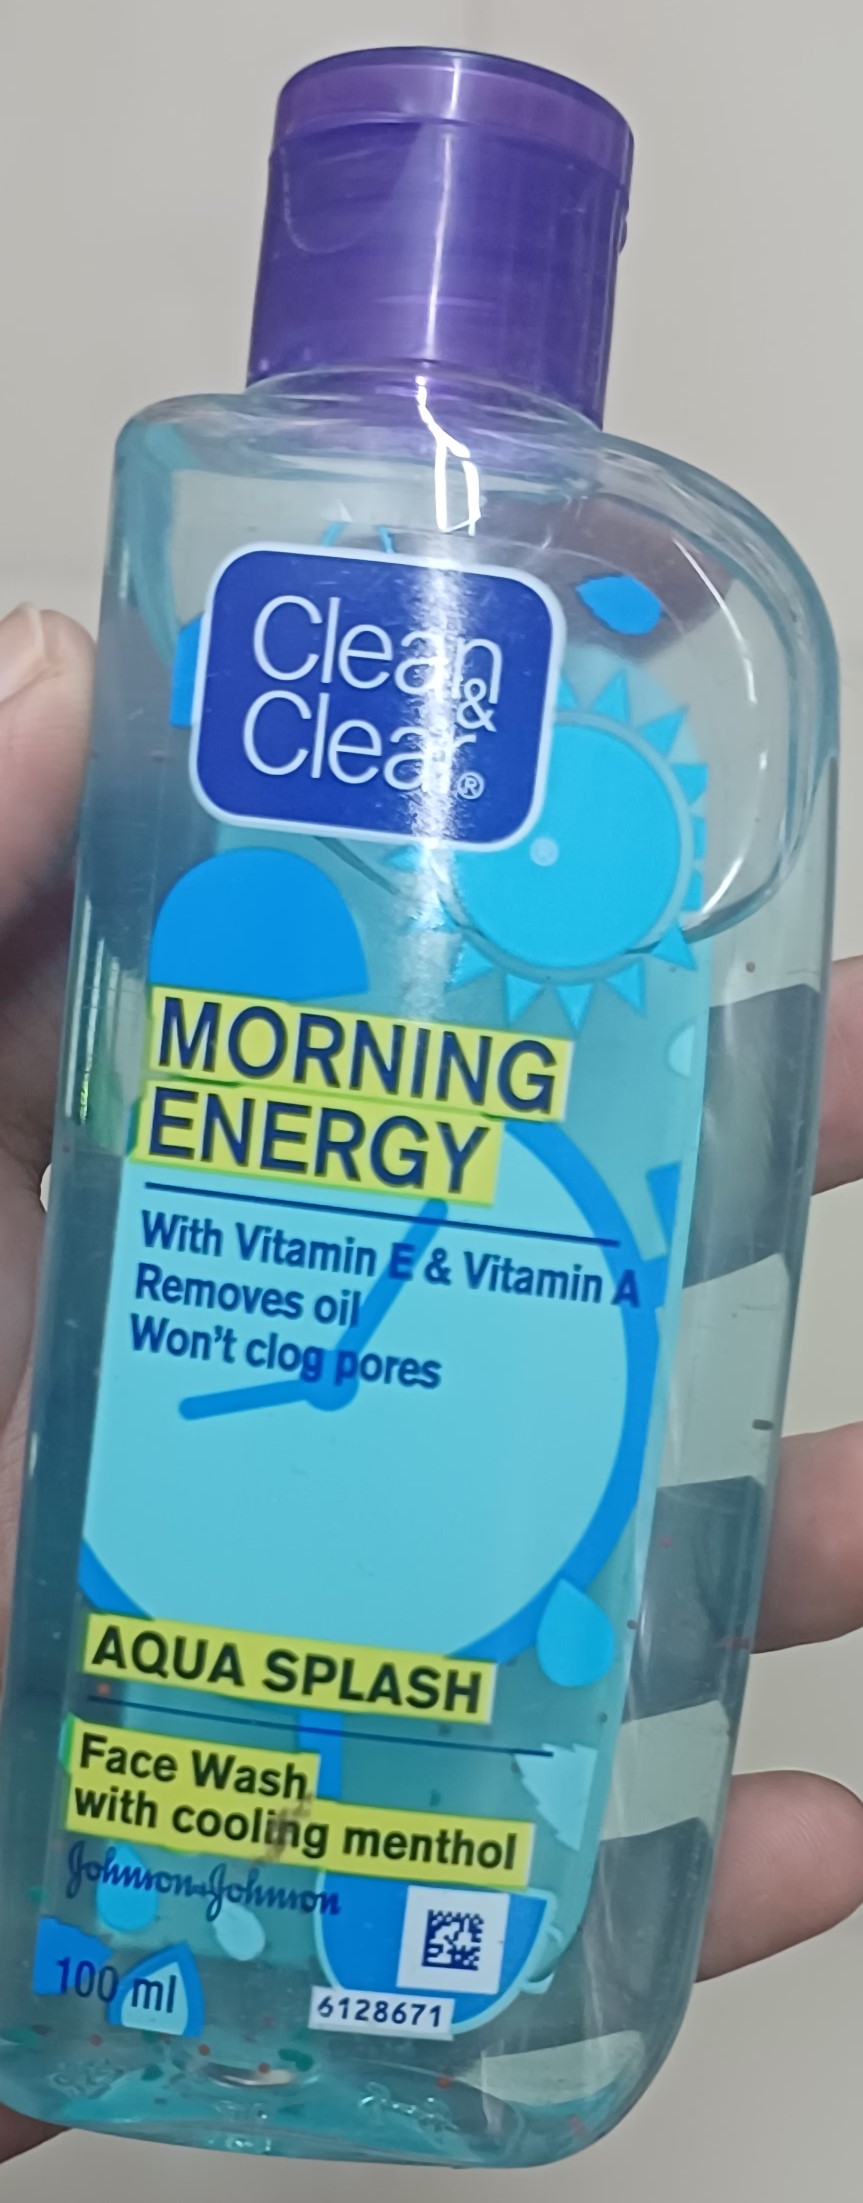 Clean
&
Clear®
MORNING
ENERGY
With Vitamin E & Vitamin A
Removes oil
Won't clog pores
AQUA SPLASH
Face Wash
with cooling menthol
Johnson & Johnson
100 ml
6128671